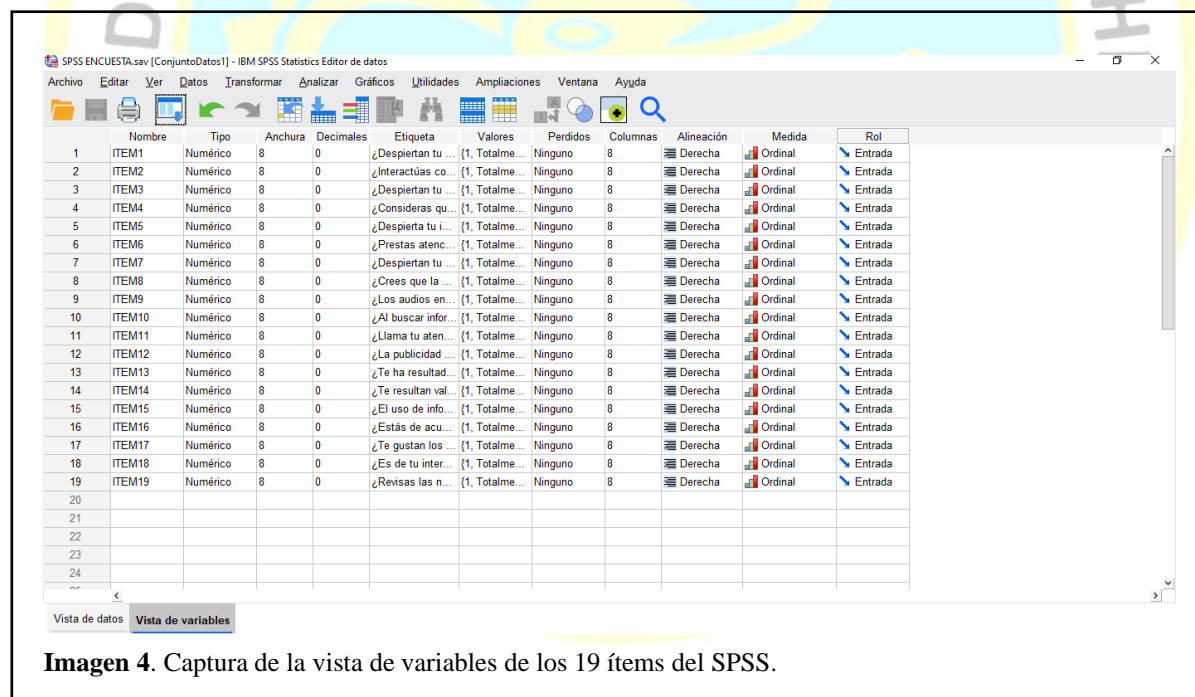 SPSS ENCUESTA.sav [ConjuntoDatos1] - IBM SPSS Statistics Editor de datos
Archivo Editar Ver Datos Transformar Analizar Gráficos Utilidades Ampliaciones Ventana Ayuda
Nombre Tipo Anchura Decimales Etiqueta Valores Perdidos Columnas Alineación Medida Rol
1 ITEM1 Numérico 8 0 ¿Despiertan tu ... {1, Totalme... Ninguno 8 Derecha Ordinal Entrada
2 ITEM2 Numérico 8 0 ¿Interactúas co... {1, Totalme... Ninguno 8 Derecha Ordinal Entrada
3 ITEM3 Numérico 8 0 ¿Despiertan tu ... {1, Totalme... Ninguno 8 Derecha Ordinal Entrada
4 ITEM4 Numérico 8 0 ¿Consideras qu... {1, Totalme... Ninguno 8 Derecha Ordinal Entrada
5 ITEM5 Numérico 8 0 ¿Despierta tu i... {1, Totalme... Ninguno 8 Derecha Ordinal Entrada
6 ITEM6 Numérico 8 0 ¿Prestas atenc... {1, Totalme... Ninguno 8 Derecha Ordinal Entrada
7 ITEM7 Numérico 8 0 ¿Despiertan tu ... {1, Totalme... Ninguno 8 Derecha Ordinal Entrada
8 ITEM8 Numérico 8 0 ¿Crees que la ... {1, Totalme... Ninguno 8 Derecha Ordinal Entrada
9 ITEM9 Numérico 8 0 ¿Los audios en... {1, Totalme... Ninguno 8 Derecha Ordinal Entrada
10 ITEM10 Numérico 8 0 ¿Al buscar infor... {1, Totalme... Ninguno 8 Derecha Ordinal Entrada
11 ITEM11 Numérico 8 0 ¿Llama tu aten... {1, Totalme... Ninguno 8 Derecha Ordinal Entrada
12 ITEM12 Numérico 8 0 ¿La publicidad ... {1, Totalme... Ninguno 8 Derecha Ordinal Entrada
13 ITEM13 Numérico 8 0 ¿Te ha resultad... {1, Totalme... Ninguno 8 Derecha Ordinal Entrada
14 ITEM14 Numérico 8 0 ¿Te resultan val... {1, Totalme... Ninguno 8 Derecha Ordinal Entrada
15 ITEM15 Numérico 8 0 ¿El uso de info... {1, Totalme... Ninguno 8 Derecha Ordinal Entrada
16 ITEM16 Numérico 8 0 ¿Estás de acu... {1, Totalme... Ninguno 8 Derecha Ordinal Entrada
17 ITEM17 Numérico 8 0 ¿Te gustan los ... {1, Totalme... Ninguno 8 Derecha Ordinal Entrada
18 ITEM18 Numérico 8 0 ¿Es de tu inter... {1, Totalme... Ninguno 8 Derecha Ordinal Entrada
19 ITEM19 Numérico 8 0 ¿Revisas las n... {1, Totalme... Ninguno 8 Derecha Ordinal Entrada
20
21
22
23
24
Vista de datos Vista de variables
Imagen 4. Captura de la vista de variables de los 19 ítems del SPSS.